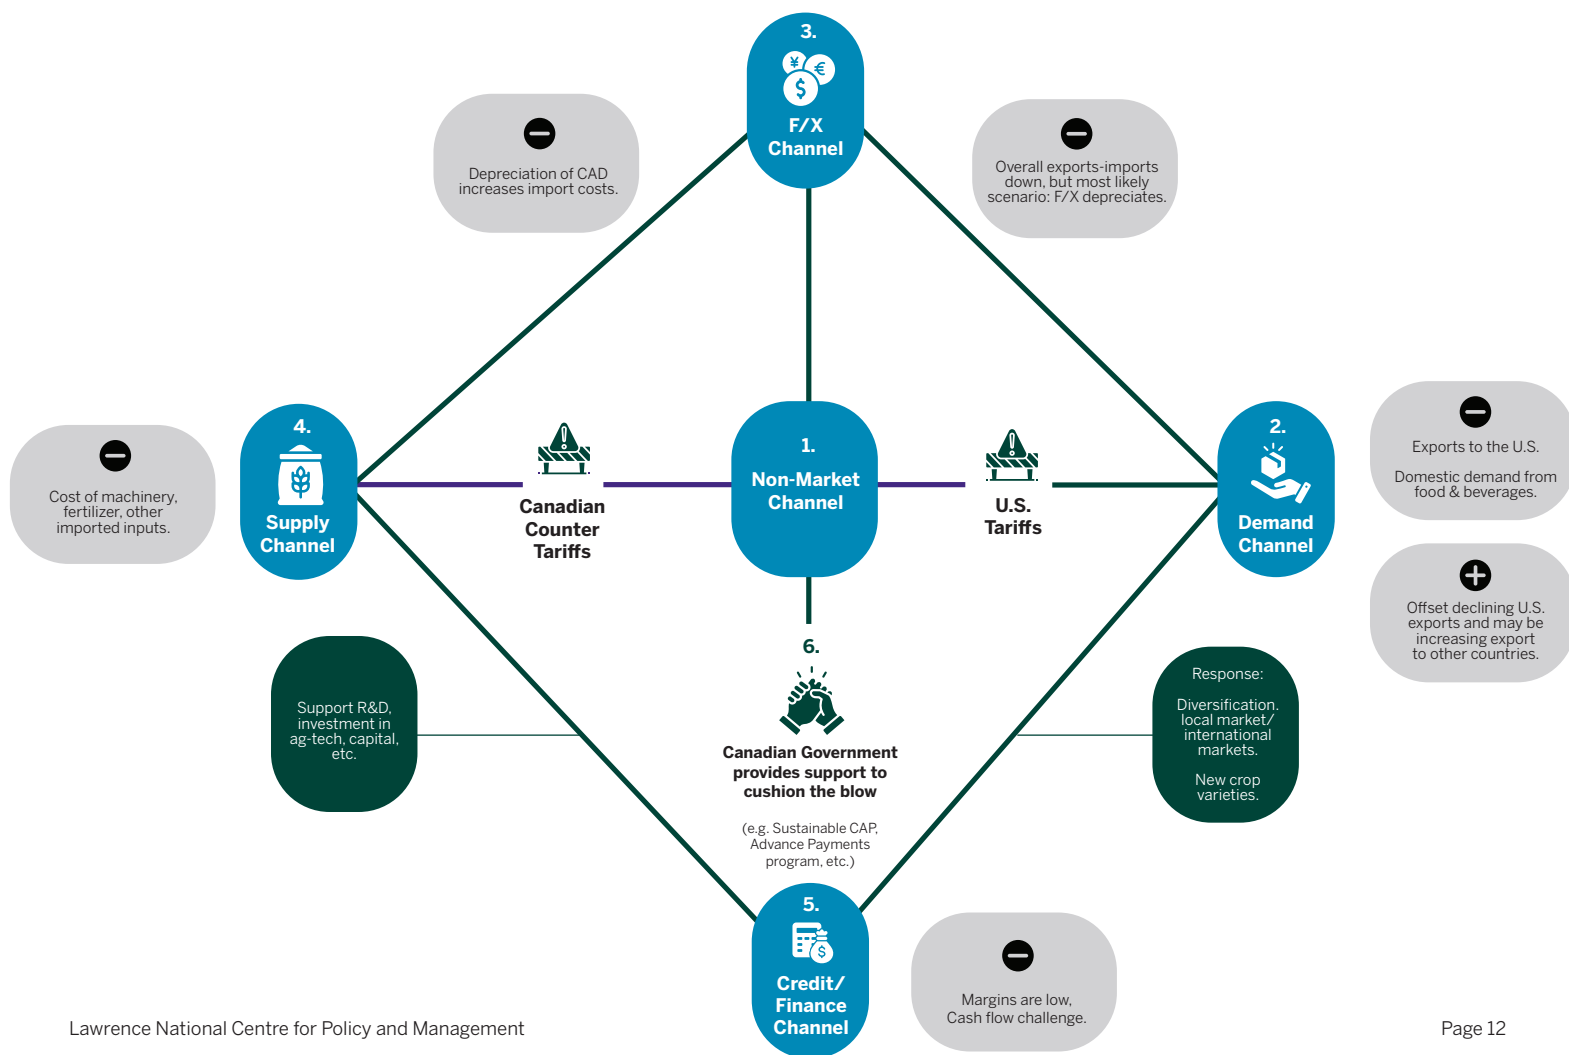 3.
F/X
Channel
Depreciation of CAD
increases import costs.
Overall exports-imports
down, but most likely
scenario: F/X depreciates.
4.
Supply
Channel
Cost of machinery,
fertilizer, other
imported inputs.
Canadian
Counter
Tariffs
1.
Non-Market
Channel
U.S.
Tariffs
2.
Demand
Channel
Exports to the U.S.
Domestic demand from
food & beverages.
Offset declining U.S.
exports and may be
increasing export
to other countries.
Support R&D,
investment in
ag-tech, capital,
etc.
6.
Canadian Government
provides support to
cushion the blow
(e.g. Sustainable CAP,
Advance Payments
program, etc.)
Response:
Diversification.
local market/
international
markets.
New crop
varieties.
5.
Credit/
Finance
Channel
Margins are low,
Cash flow challenge.
Lawrence National Centre for Policy and Management
Page 12